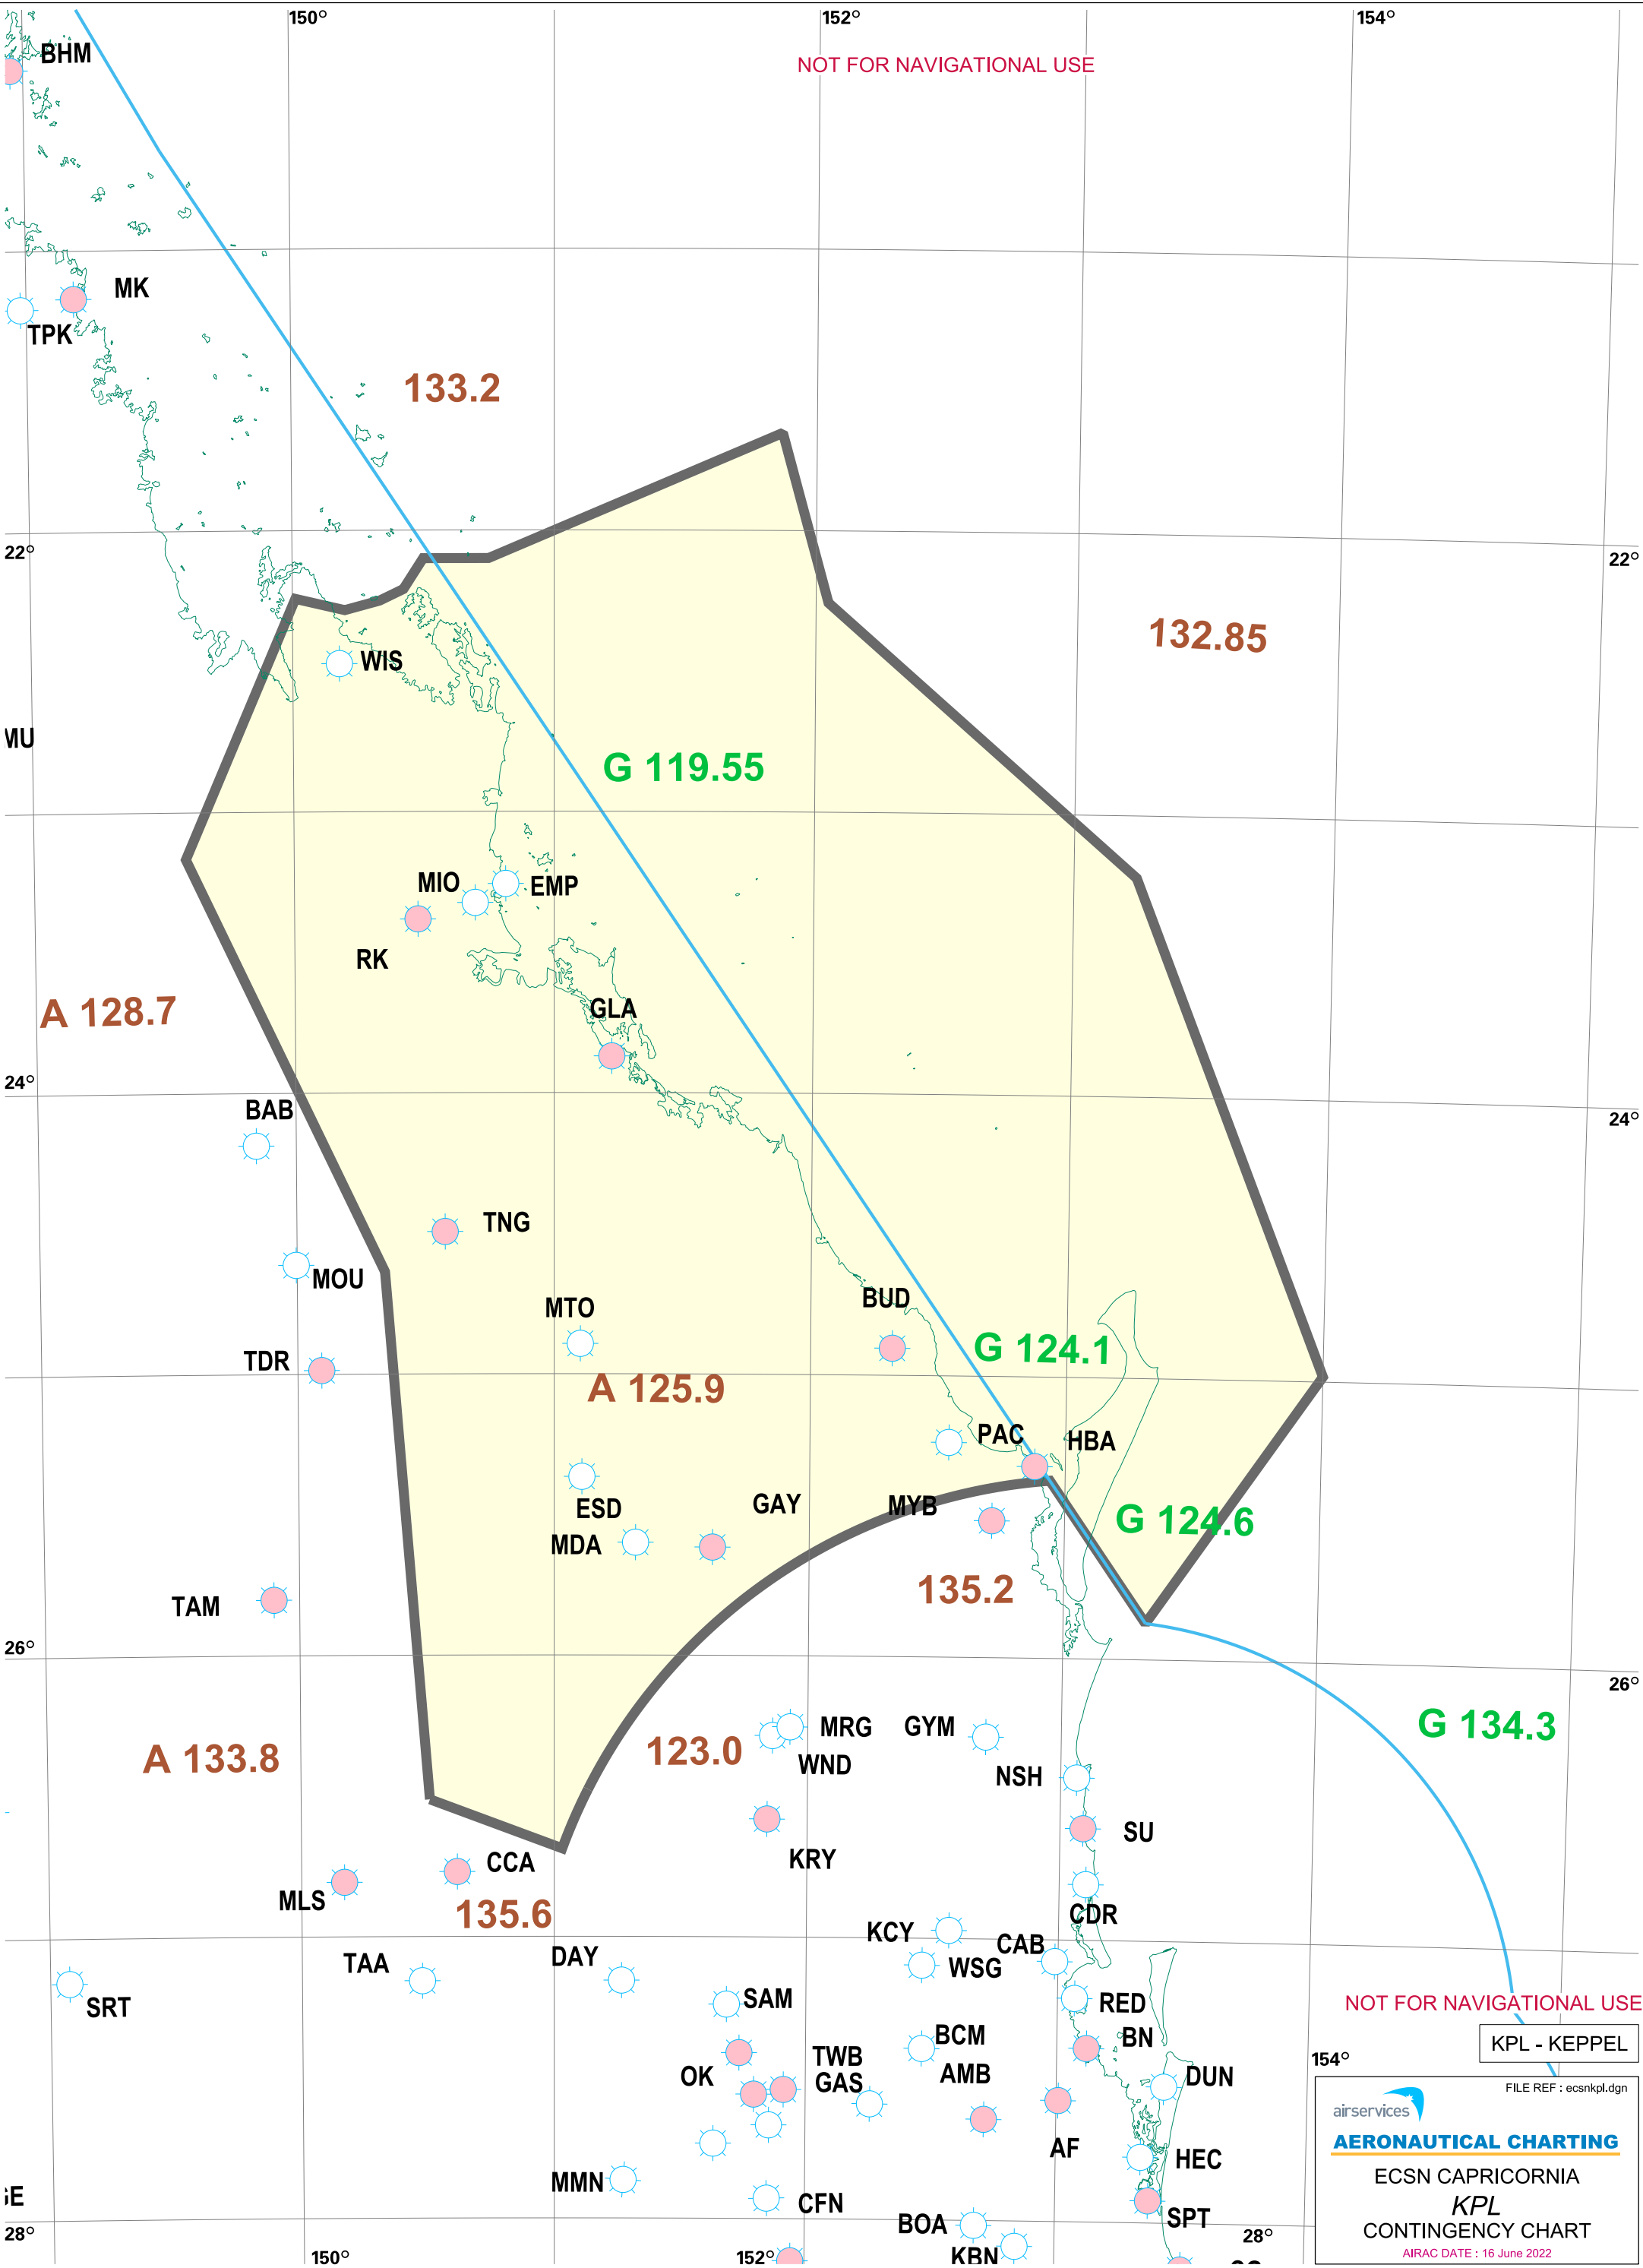 150°
152°
154°
BHM
NOT FOR NAVIGATIONAL USE
MK
TPK
133.2
22°
22°
132.85
WIS
MU
G 119.55
MIO
EMP
RK
A 128.7
GLA
24°
BAB
24°
TNG
MOU
MTO
BUD
TDR
G 124.1
A 125.9
PAC
HBA
ESD
GAY
MYB
G 124.6
MDA
135.2
TAM
26°
26°
MRG
GYM
G 134.3
123.0
A 133.8
WND
NSH
SU
KRY
CCA
MLS
135.6
CDR
KCY
CAB
DAY
TAA
WSG
SAM
RED
SRT
NOT FOR NAVIGATIONAL USE
BCM
BN
KPL - KEPPEL
TWB
154°
OK
AMB
DUN
GAS
FILE REF : ecsnkpl.dgn
airservices
AERONAUTICAL CHARTING
AF
HEC
ECSN CAPRICORNIA
MMN
CFN
KPL
SPT
BOA
28°
28°
CONTINGENCY CHART
150°
152°
KBN
AIRAC DATE : 16 June 2022